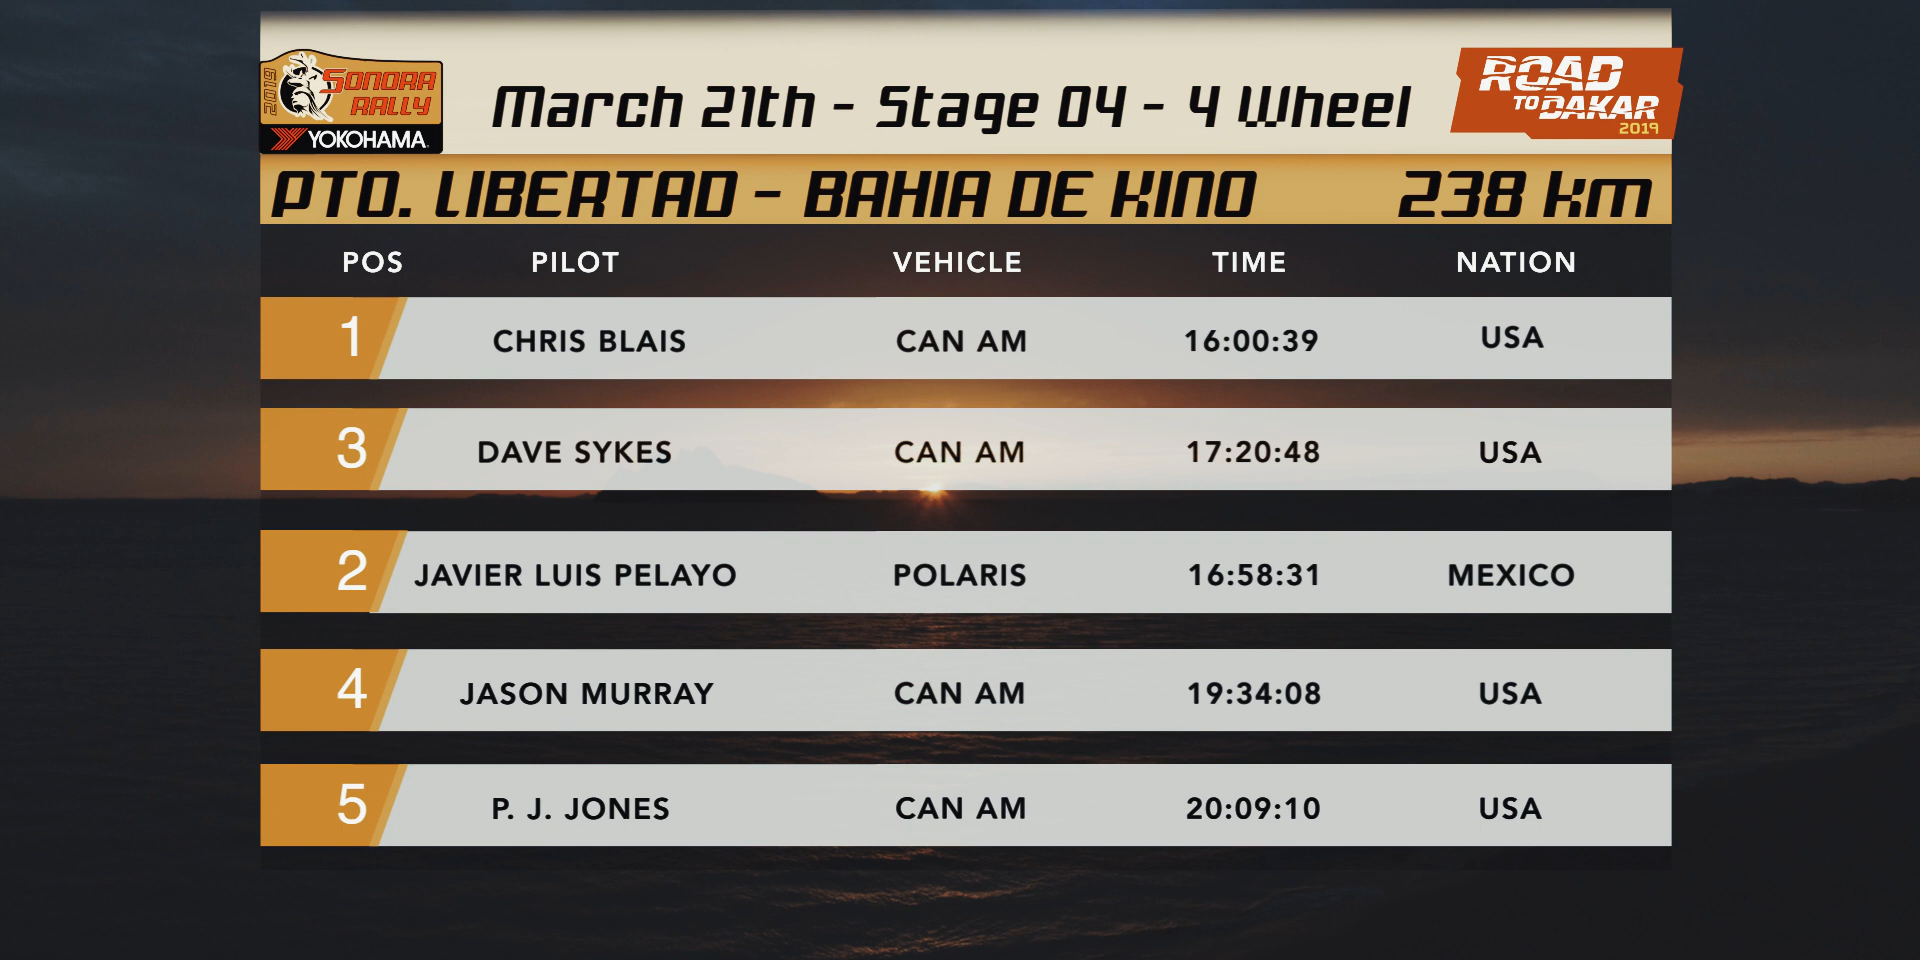 2019
SONORA
RALLY
YOKOHAMA
March 21th - Stage 04 - 4 Wheel
ROAD
TO DAKAR
2019
PTO. LIBERTAD - BAHIA DE KINO 238 km
POS PILOT VEHICLE TIME NATION
1 CHRIS BLAIS CAN AM 16:00:39 USA
3 DAVE SYKES CAN AM 17:20:48 USA
2 JAVIER LUIS PELAYO POLARIS 16:58:31 MEXICO
4 JASON MURRAY CAN AM 19:34:08 USA
5 P. J. JONES CAN AM 20:09:10 USA